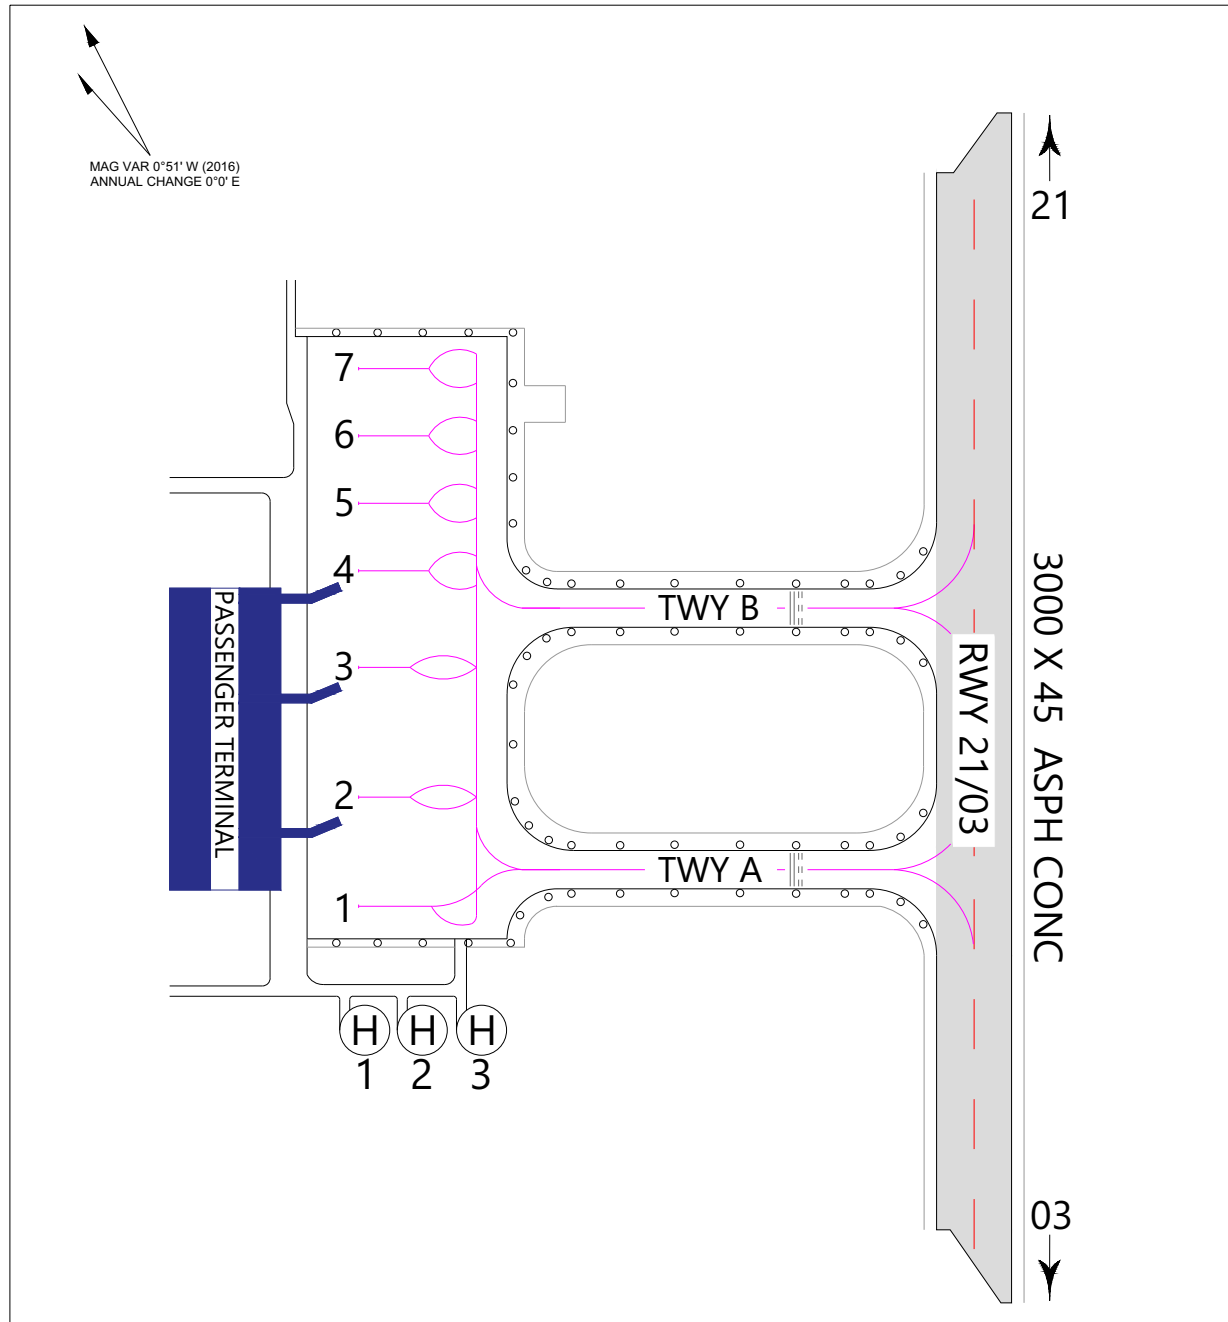 MAG VAR 0°51' W (2016)
ANNUAL CHANGE 0°0' E
21
7
6
5
4
3
2
1
PASSENGER TERMINAL
TWY B
TWY A
RWY 21/03
3000 X 45 ASPH CONC
03
H
H
H
1
2
3